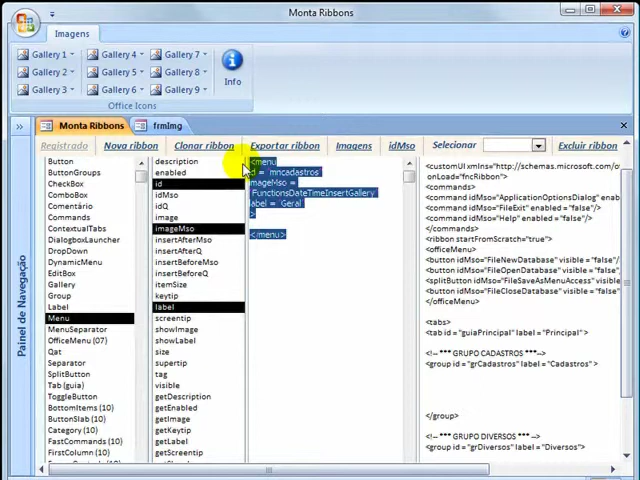 Monta Ribbons
Imagens
Gallery 1 Gallery 4 Gallery 7
Gallery 2 Gallery 5 Gallery 8
Gallery 3 Gallery 6 Gallery 9
Info
Office Icons
Monta Ribbons frmImg
Registrado Nova ribbon Clonar ribbon Exportar ribbon Imagens idMso Selecionar Excluir ribbon
Painel de Navegação
Button
ButtonGroups
CheckBox
ComboBox
Comentário
Commands
ContextualTabs
DialogboxLauncher
DropDown
DynamicMenu
EditBox
Gallery
Group
Label
Menu
MenuSeparator
OfficeMenu (07)
Qat
Separator
SplitButton
Tab (guia)
ToggleButton
BottomItems (10)
ButtonSlab (10)
Category (10)
FastCommands (10)
FirstColumn (10)
description
enabled
id
idMso
idQ
image
imageMso
insertAfterMso
insertAfterQ
insertBeforeMso
insertBeforeQ
itemSize
keytip
label
screentip
showImage
showLabel
size
supertip
tag
visible
getDescription
getEnabled
getImage
getKeytip
getLabel
getScreentip
<menu
id = 'mncadastros'
imageMso =
'FunctionsDateTimeInsertGallery'
label = 'Geral'
>
</menu>
<customUI xmlns="http://schemas.microsoft.com/o
onLoad="fncRibbon">
<commands>
<command idMso="ApplicationOptionsDialog" enabl
<command idMso="FileExit" enabled ="false" />
<command idMso="Help" enabled ="false" />
</commands>
<ribbon startFromScratch="true">
<officeMenu>
<button idMso="FileNewDatabase" visible ="false"/
<button idMso="FileOpenDatabase" visible ="false"
<splitButton idMso="FileSaveAsMenuAccess" visible
<button idMso="FileCloseDatabase" visible ="false"/
</officeMenu>
<tabs>
<tab id="guiaPrincipal" label ="Principal" >
<!-- *** GRUPO CADASTROS ***-->
<group id="grCadastros" label ="Cadastros" >
</group>
<!-- *** GRUPO DIVERSOS ***-->
<group id="grDiversos" label ="Diversos">